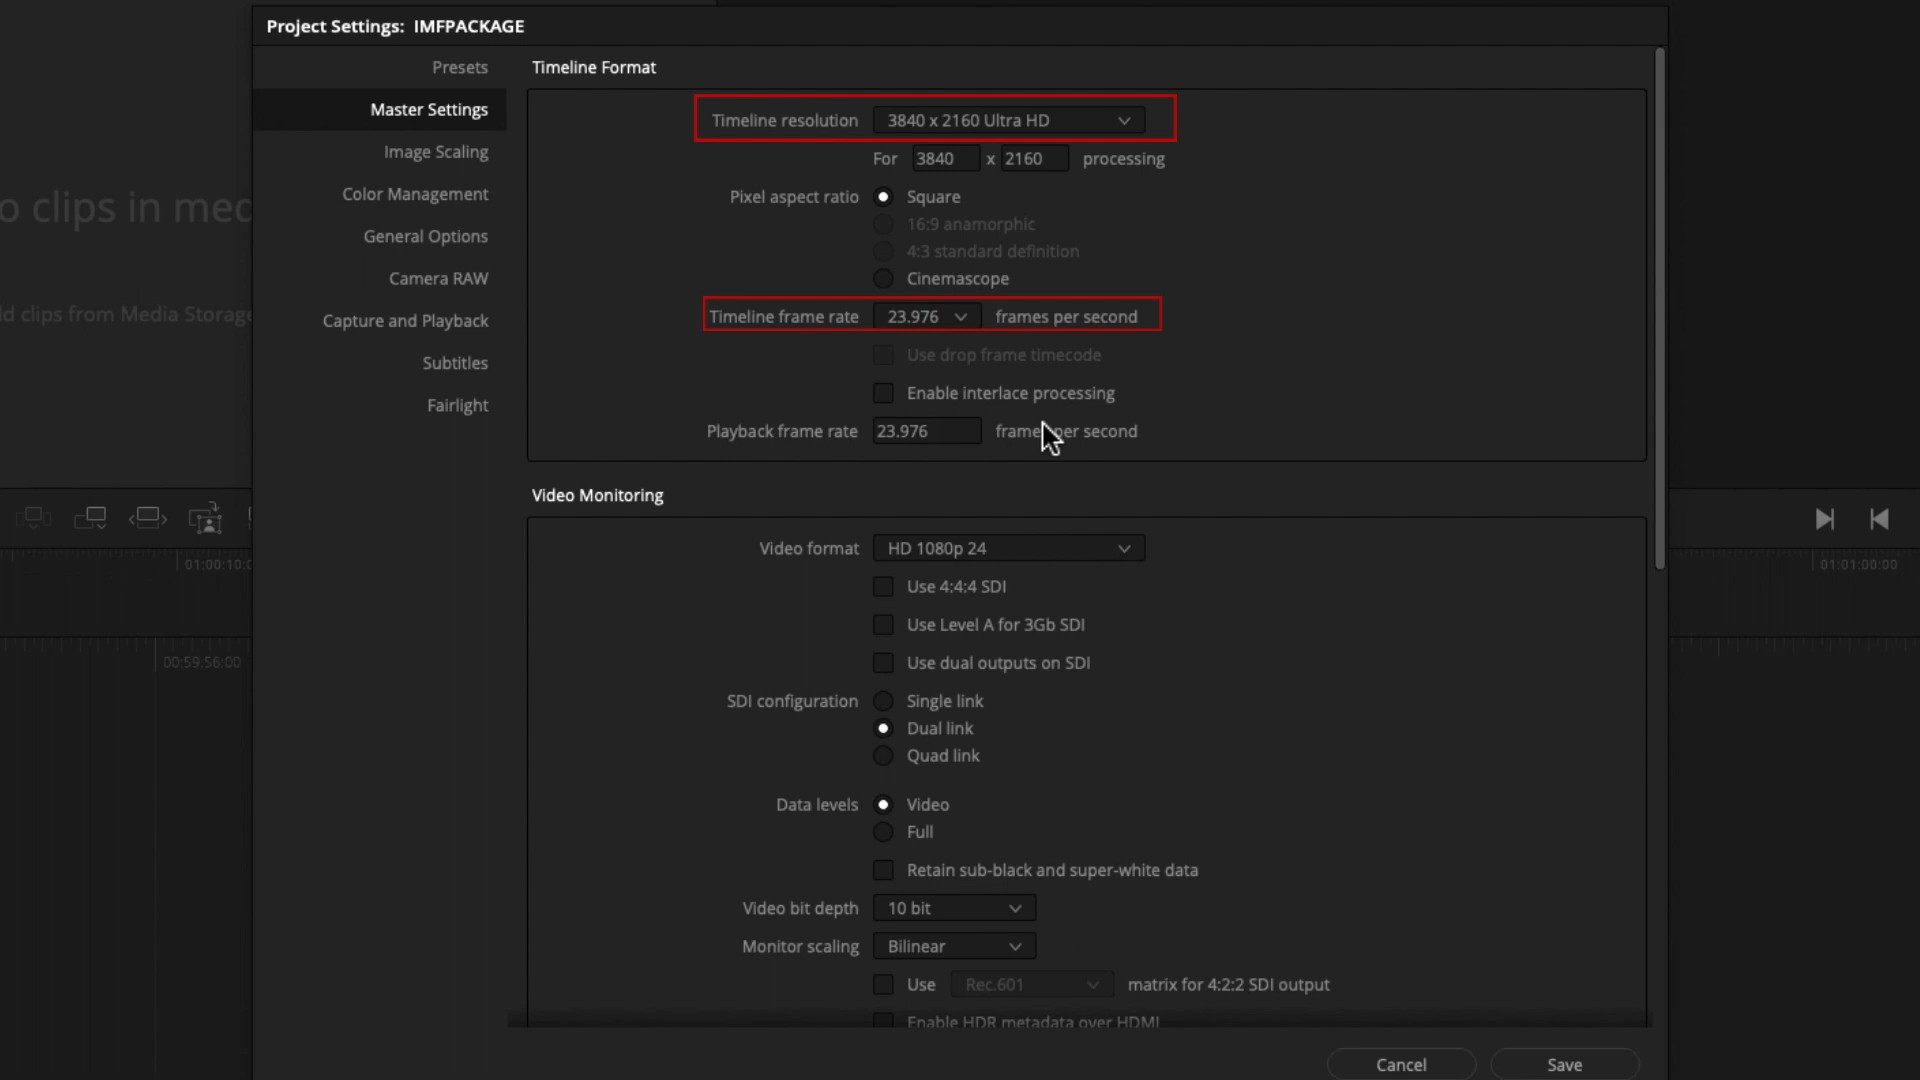 Project Settings: IMFPACKAGE
Presets
Master Settings
Image Scaling
Color Management
General Options
Camera RAW
Capture and Playback
Subtitles
Fairlight
o clips in med
ld clips from Media Storage
01:00:10:0
00:59:56:00
01:01:00:00
Timeline Format
Timeline resolution 3840 x 2160 Ultra HD
For 3840 x 2160 processing
Pixel aspect ratio Square
16:9 anamorphic
4:3 standard definition
Cinemascope
Timeline frame rate 23.976 frames per second
Use drop frame timecode
Enable interlace processing
Playback frame rate 23.976 frames per second
Video Monitoring
Video format HD 1080p 24
Use 4:4:4 SDI
Use Level A for 3Gb SDI
Use dual outputs on SDI
SDI configuration Single link
Dual link
Quad link
Data levels Video
Full
Retain sub-black and super-white data
Video bit depth 10 bit
Monitor scaling Bilinear
Use Rec.601 matrix for 4:2:2 SDI output
Enable HDR metadata over HDMI
Cancel Save